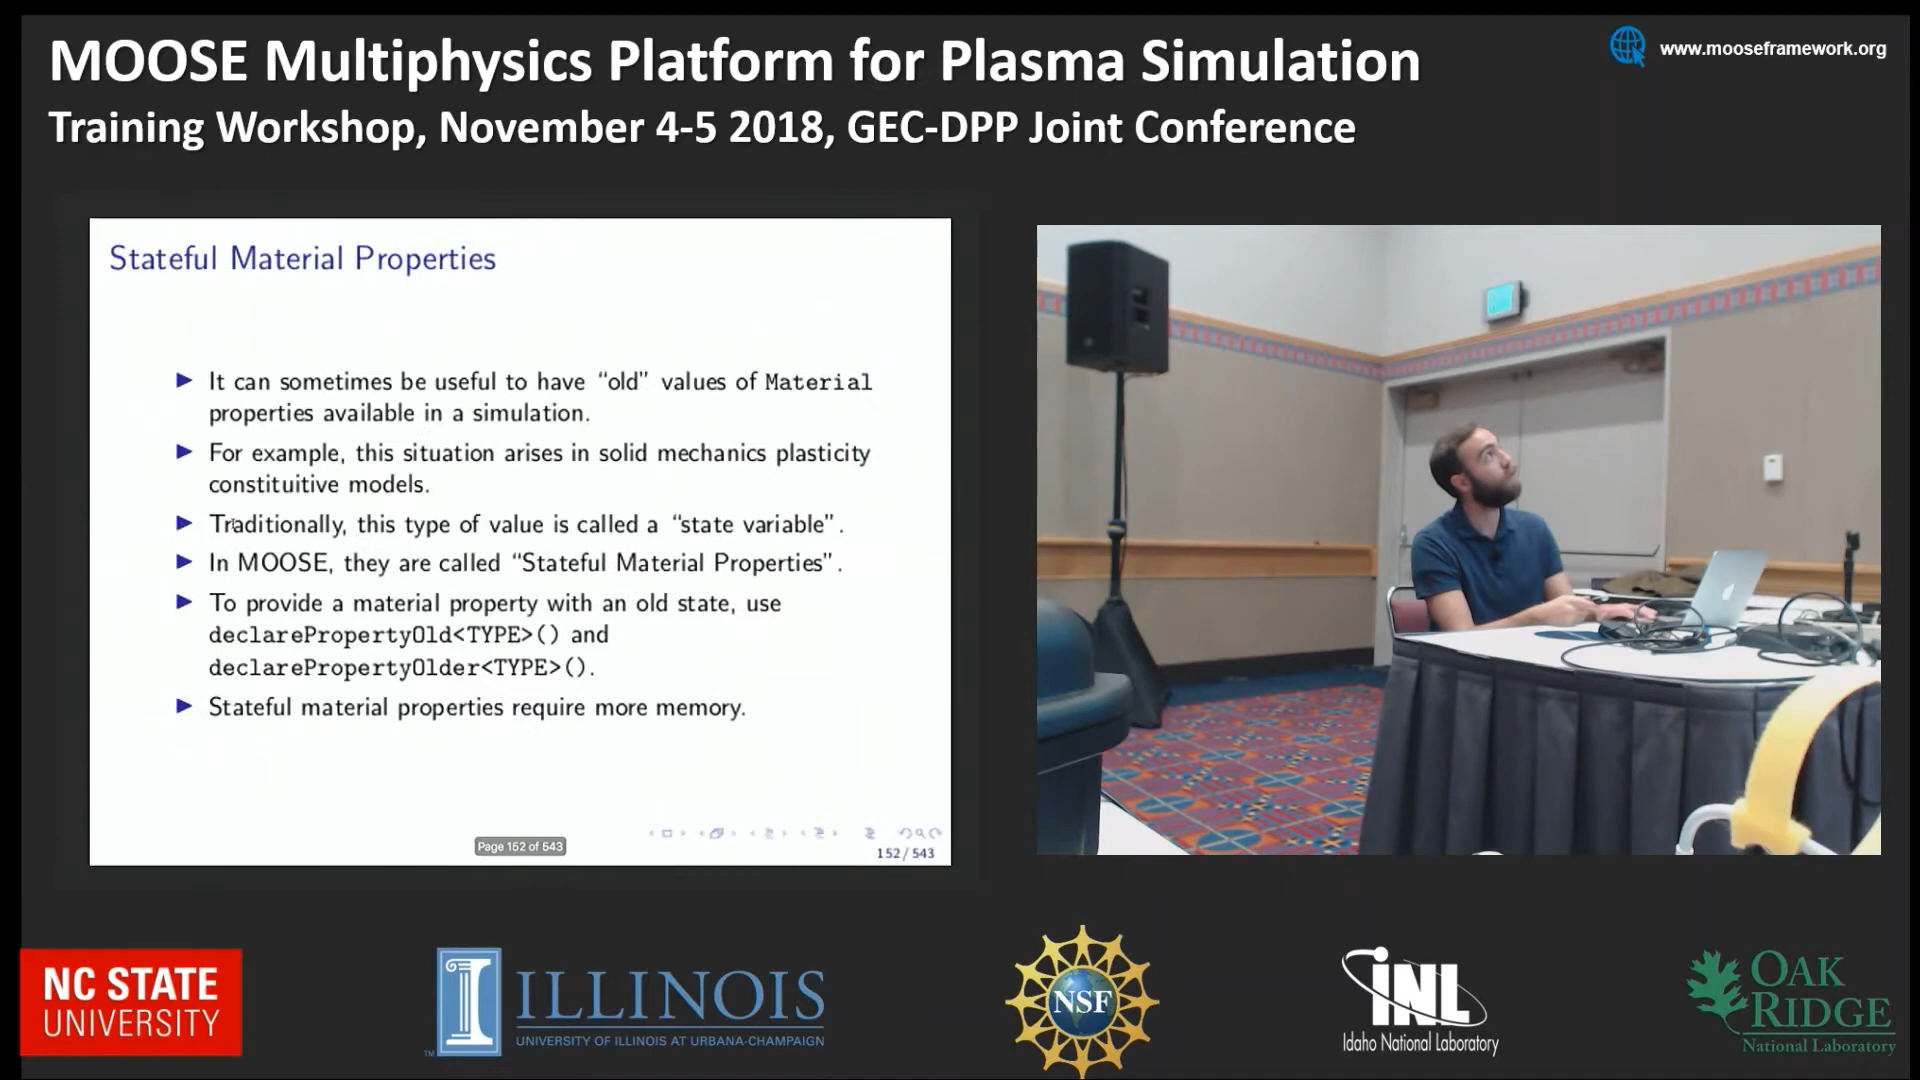 MOOSE Multiphysics Platform for Plasma Simulation
www.mooseframework.org
Training Workshop, November 4-5 2018, GEC-DPP Joint Conference
Stateful Material Properties
It can sometimes be useful to have “old” values of Material
properties available in a simulation.
For example, this situation arises in solid mechanics plasticity
constituitive models.
Traditionally, this type of value is called a “state variable”.
In MOOSE, they are called “Stateful Material Properties”.
To provide a material property with an old state, use
declarePropertyOld<TYPE>() and
declarePropertyOlder<TYPE>().
Stateful material properties require more memory.
Page 152 of 543
152/543
NC STATE
UNIVERSITY
I ILLINOIS
UNIVERSITY OF ILLINOIS AT URBANA-CHAMPAIGN
TM
NSF
INL
Idaho National Laboratory
OAK
RIDGE
National Laboratory